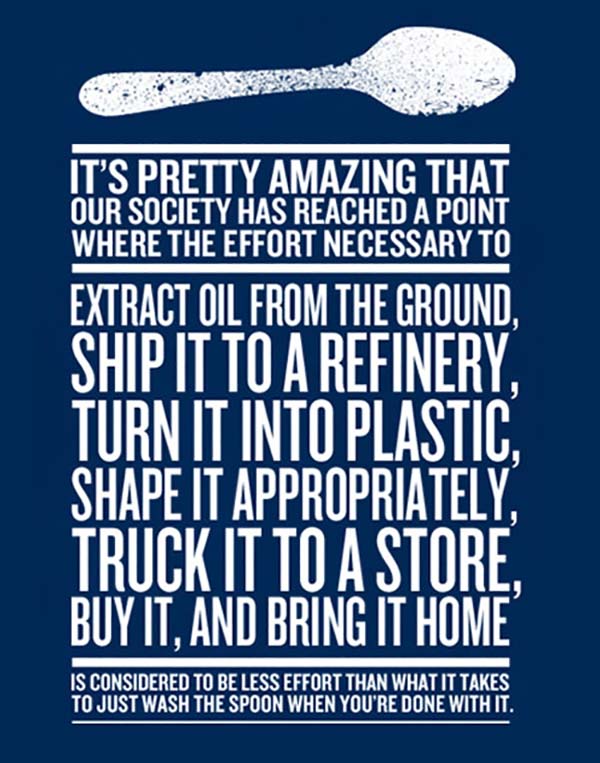 IT'S PRETTY AMAZING THAT
OUR SOCIETY HAS REACHED A POINT
WHERE THE EFFORT NECESSARY TO
EXTRACT OIL FROM THE GROUND,
SHIP IT TO A REFINERY,
TURN IT INTO PLASTIC,
SHAPE IT APPROPRIATELY,
TRUCK IT TO A STORE,
BUY IT, AND BRING IT HOME
IS CONSIDERED TO BE LESS EFFORT THAN WHAT IT TAKES
TO JUST WASH THE SPOON WHEN YOU'RE DONE WITH IT.